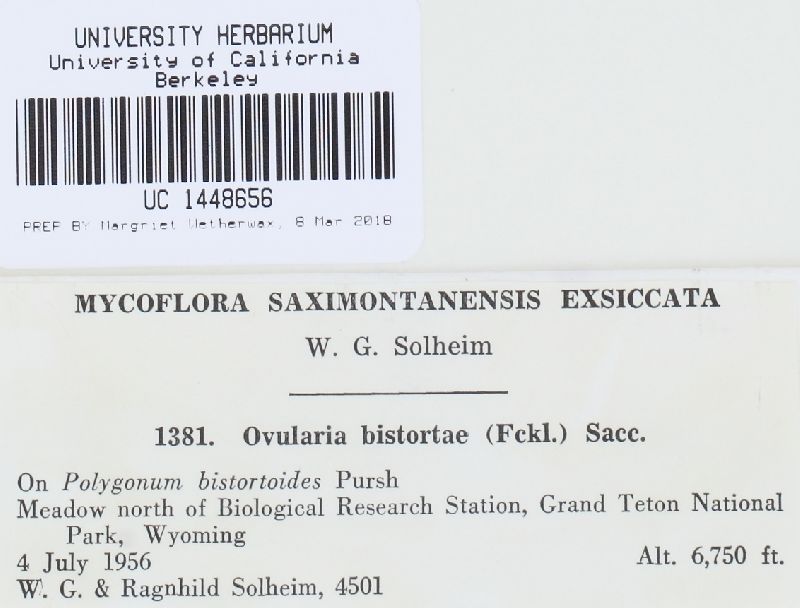 UNIVERSITY HERBARIUM
University of California
Berkeley
UC 1448656
PREP BY Margriet Wetherwax, 6 Mar 2018
MYCOFLORA SAXIMONTANENSIS EXSICCATA
W. G. Solheim
1381. Ovularia bistortae (Fckl.) Sacc.
On Polygonum bistortoides Pursh
Meadow north of Biological Research Station, Grand Teton National
Park, Wyoming
4 July 1956 Alt. 6,750 ft.
W. G. & Ragnhild Solheim, 4501